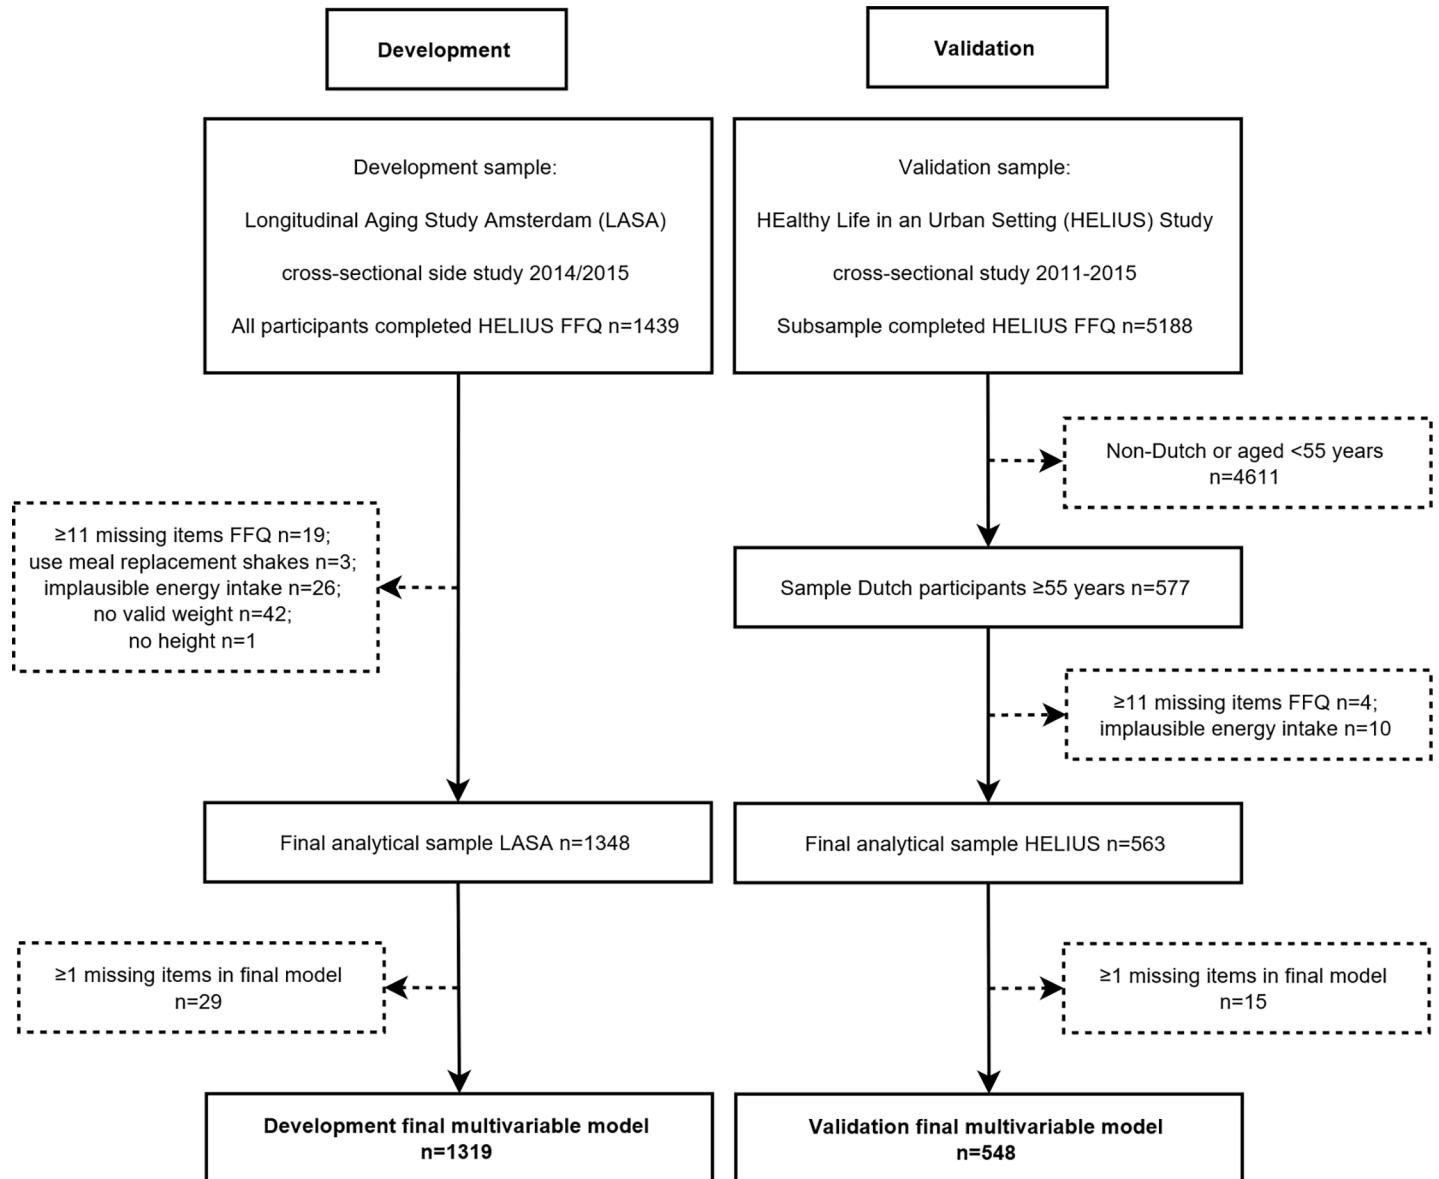 Development
Validation
Development sample:
Longitudinal Aging Study Amsterdam (LASA)
cross-sectional side study 2014/2015
All participants completed HELIUS FFQ n=1439
Validation sample:
HEalthy Life in an Urban Setting (HELIUS) Study
cross-sectional study 2011-2015
Subsample completed HELIUS FFQ n=5188
Non-Dutch or aged <55 years
n=4611
≥11 missing items FFQ n=19;
use meal replacement shakes n=3;
implausible energy intake n=26;
no valid weight n=42;
no height n=1
Sample Dutch participants ≥55 years n=577
≥11 missing items FFQ n=4;
implausible energy intake n=10
Final analytical sample LASA n=1348
Final analytical sample HELIUS n=563
≥1 missing items in final model
n=29
≥1 missing items in final model
n=15
Development final multivariable model
n=1319
Validation final multivariable model
n=548